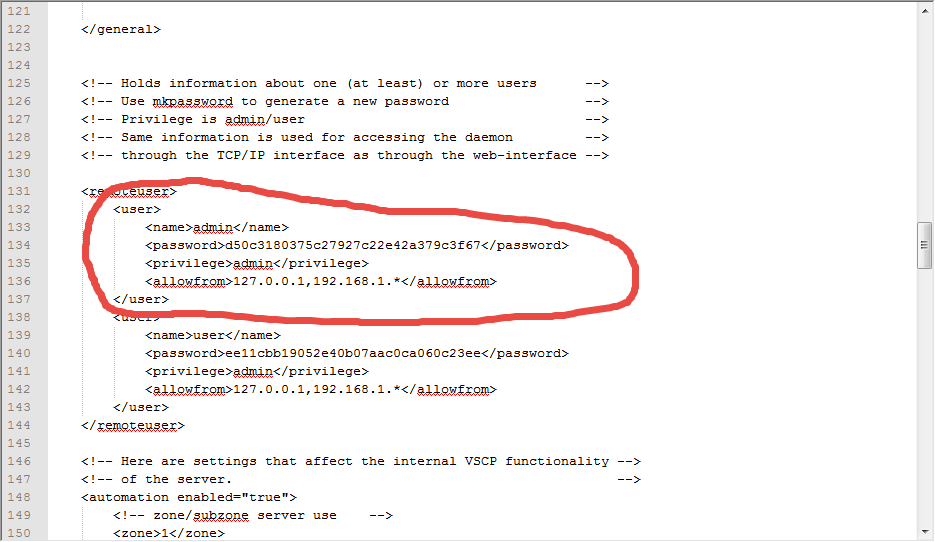 121
122 </general>
123
124
125 <!-- Holds information about one (at least) or more users -->
126 <!-- Use mkpassword to generate a new password -->
127 <!-- Privilege is admin/user -->
128 <!-- Same information is used for accessing the daemon -->
129 <!-- through the TCP/IP interface as through the web-interface -->
130
131 <remoteuser>
132 <user>
133 <name>admin</name>
134 <password>d50c3180375c27927c22e42a379c3f67</password>
135 <privilege>admin</privilege>
136 <allowfrom>127.0.0.1,192.168.1.*</allowfrom>
137 </user>
138 <user>
139 <name>user</name>
140 <password>ee11cbb19052e40b07aac0ca060c23ee</password>
141 <privilege>admin</privilege>
142 <allowfrom>127.0.0.1,192.168.1.*</allowfrom>
143 </user>
144 </remoteuser>
145
146 <!-- Here are settings that affect the internal VSCP functionality -->
147 <!-- of the server. -->
148 <automation enabled="true">
149 <!-- zone/subzone server use -->
150 <zone>1</zone>